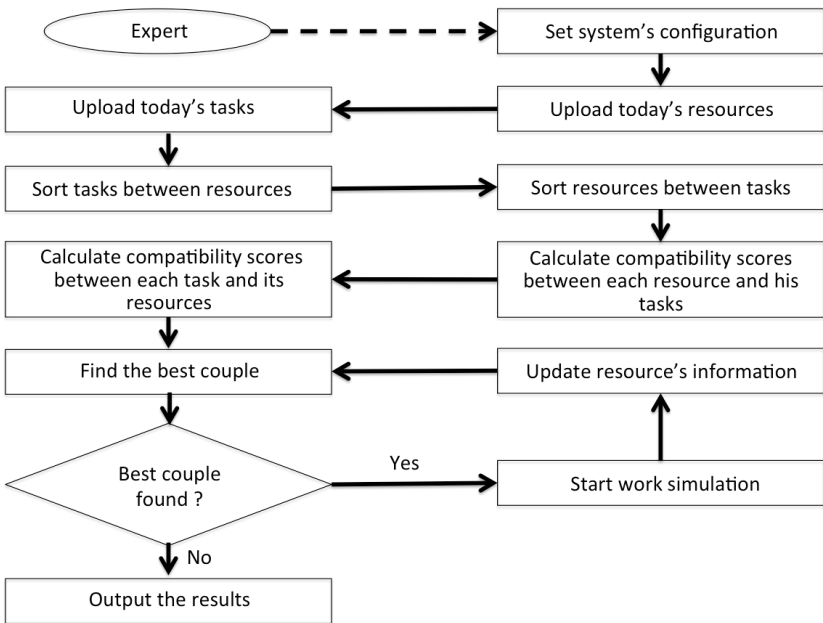 Expert
Set system's configuration
Upload today's resources
Upload today's tasks
Sort tasks between resources
Sort resources between tasks
Calculate compatibility scores
between each resource and his
tasks
Calculate compatibility scores
between each task and its
resources
Find the best couple
Best couple
found ?
Yes
Start work simulation
Update resource's information
No
Output the results